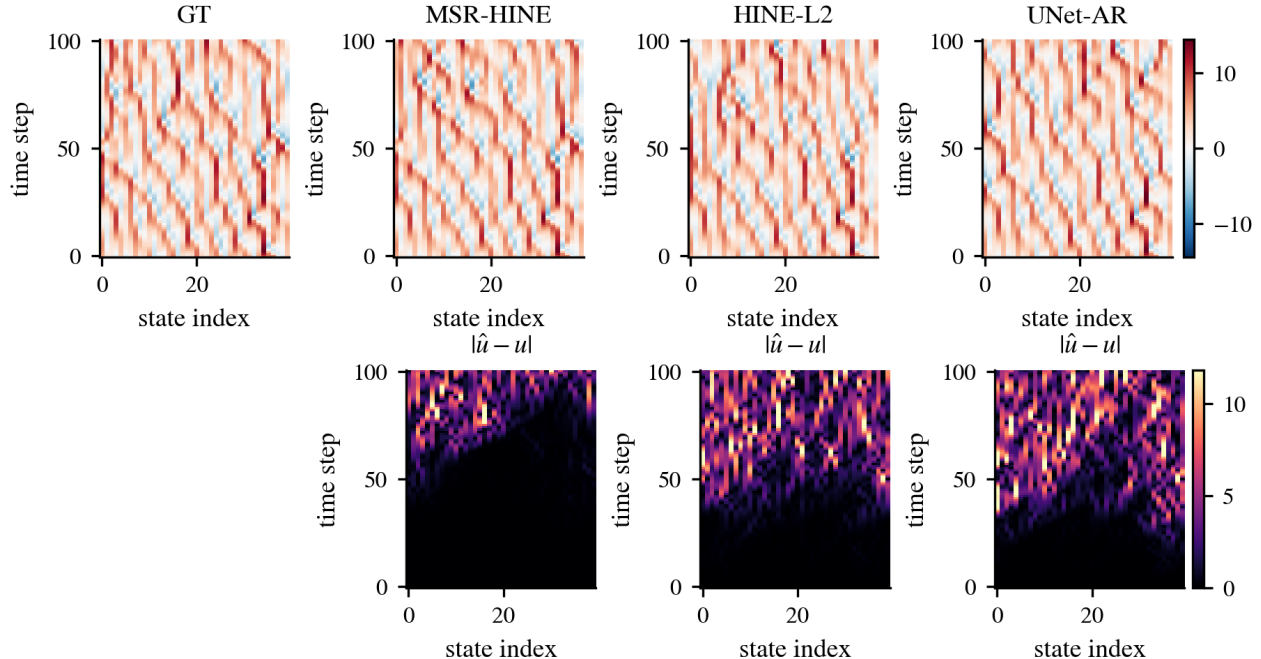 GT
MSR-HINE
HINE-L2
UNet-AR
time step
100
50
0
0
20
state index
time step
100
50
0
0
20
state index
time step
100
50
0
0
20
state index
time step
100
50
0
0
20
state index
10
0
−10
|û − u|
|û − u|
|û − u|
time step
100
50
0
0
20
state index
time step
100
50
0
0
20
state index
time step
100
50
0
0
20
state index
10
5
0